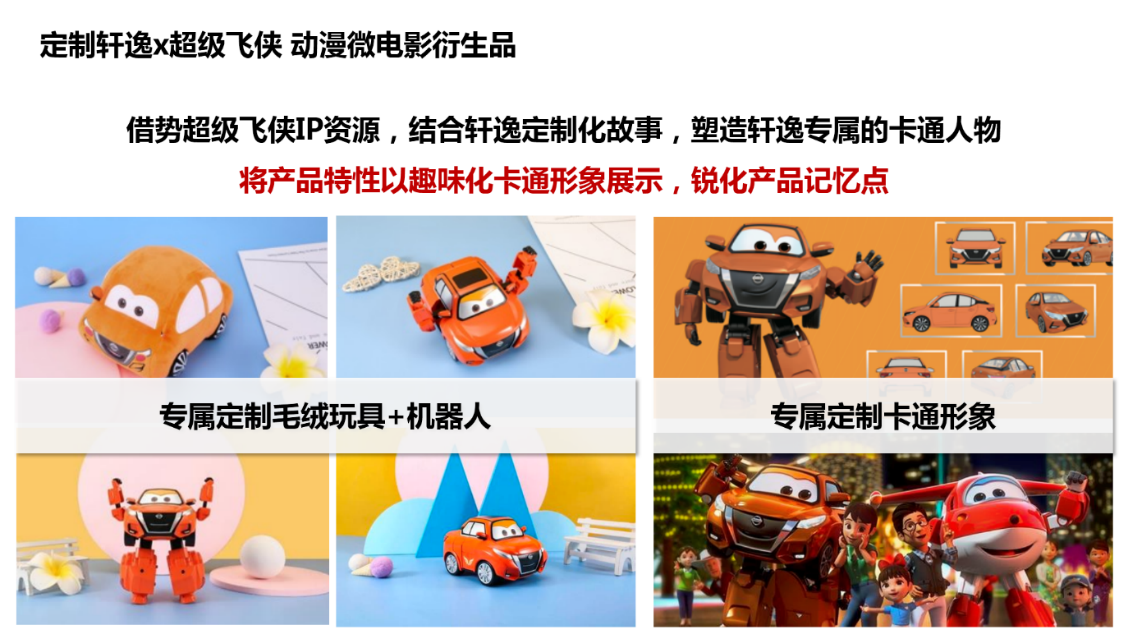 定制轩逸x超级飞侠 动漫微电影衍生品
借势超级飞侠IP资源，结合轩逸定制化故事，塑造轩逸专属的卡通人物
将产品特性以趣味化卡通形象展示，锐化产品记忆点
专属定制毛绒玩具+机器人
专属定制卡通形象